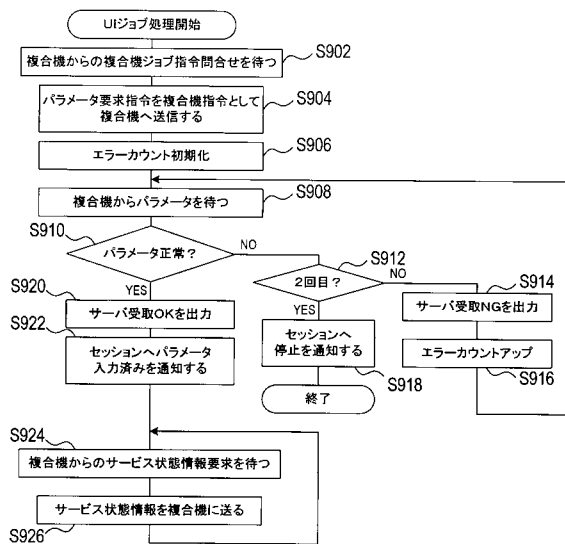 UIジョブ処理開始
複合機からの複合機ジョブ指令問合せを待つ
S902
パラメータ要求指令を複合機指令として
複合機へ送信する
S904
エラーカウント初期化
S906
複合機からパラメータを待つ
S908
S910
パラメータ正常?
NO
YES
S912
2回目?
NO
YES
S914
サーバ受取NGを出力
エラーカウントアップ
S916
セッションへ
停止を通知する
S918
終了
S920
サーバ受取OKを出力
S922
セッションへパラメータ
入力済みを通知する
S924
複合機からのサービス状態情報要求を待つ
サービス状態情報を複合機に送る
S926